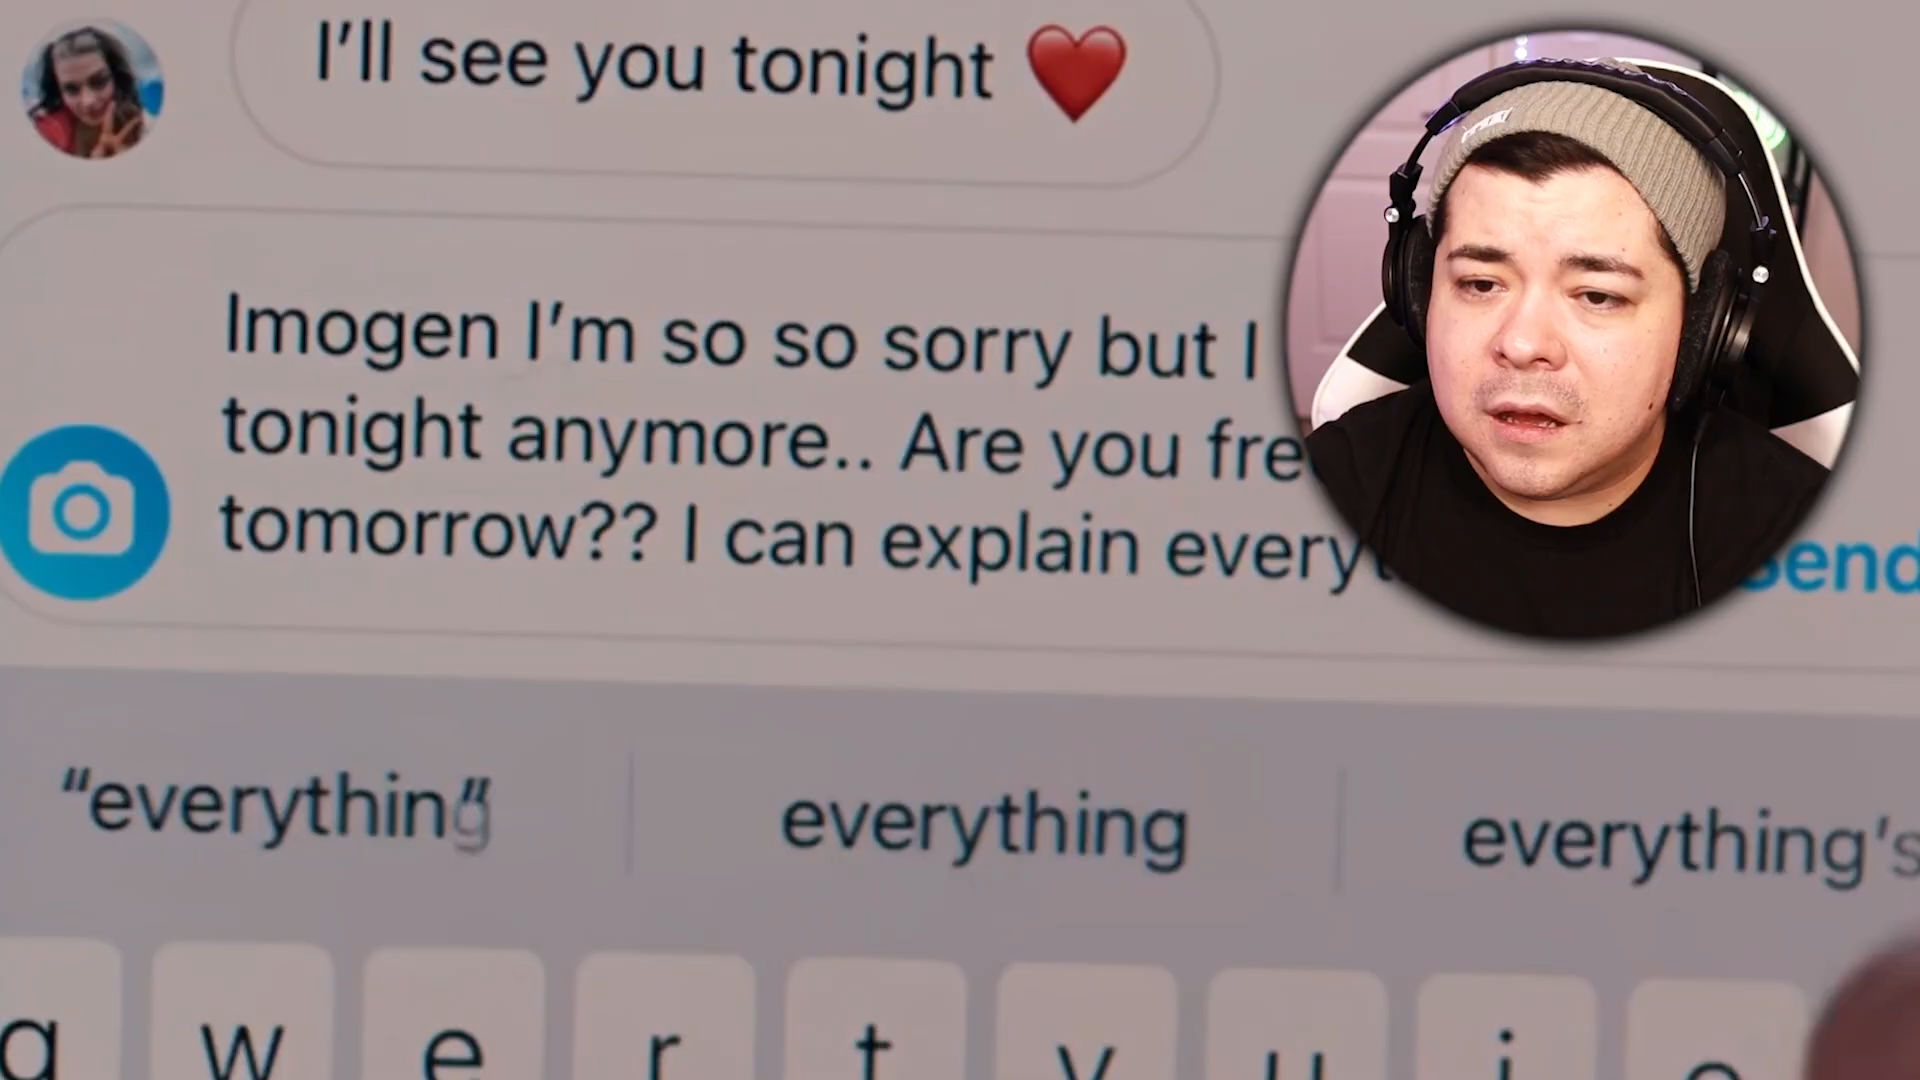 I'll see you tonight ❤️
Imogen I'm so so sorry but I
tonight anymore.. Are you fre
tomorrow?? I can explain every
Send
"everything"
everything
everything's
q w e r t y u i o